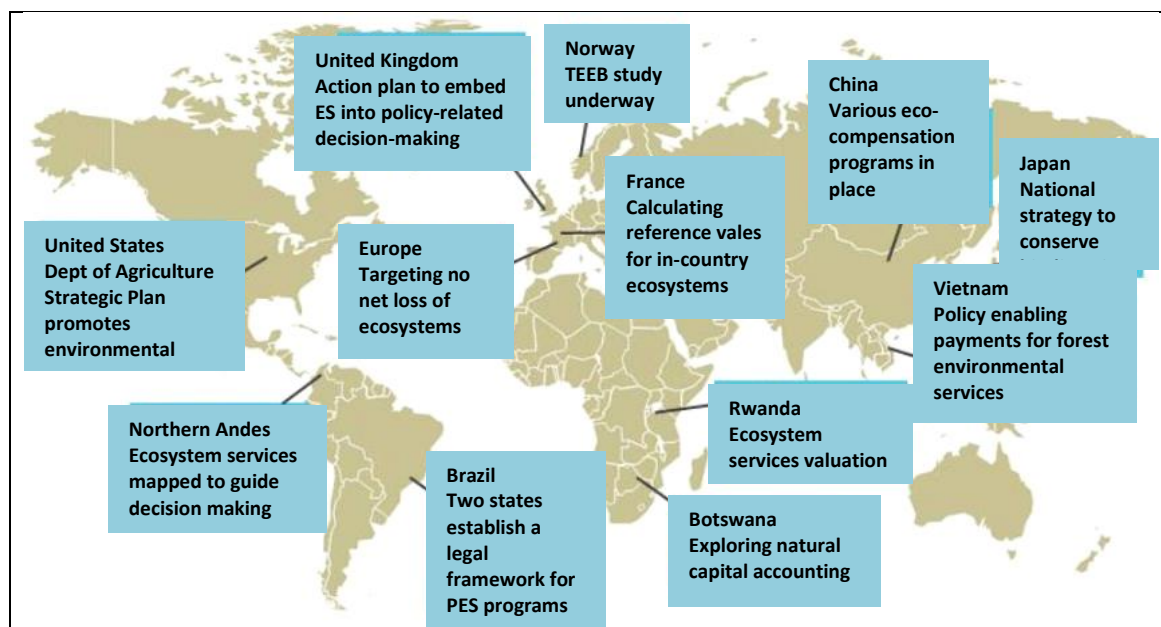 United Kingdom
Action plan to embed
ES into policy-related
decision-making
Norway
TEEB study
underway
China
Various eco-
compensation
programs in
place
Japan
National
strategy to
conserve
France
Calculating
reference vales
for in-country
ecosystems
United States
Dept of Agriculture
Strategic Plan
promotes
environmental
Europe
Targeting no
net loss of
ecosystems
Vietnam
Policy enabling
payments for forest
environmental
services
Northern Andes
Ecosystem services
mapped to guide
decision making
Rwanda
Ecosystem
services valuation
Brazil
Two states
establish a
legal
framework for
PES programs
Botswana
Exploring natural
capital accounting